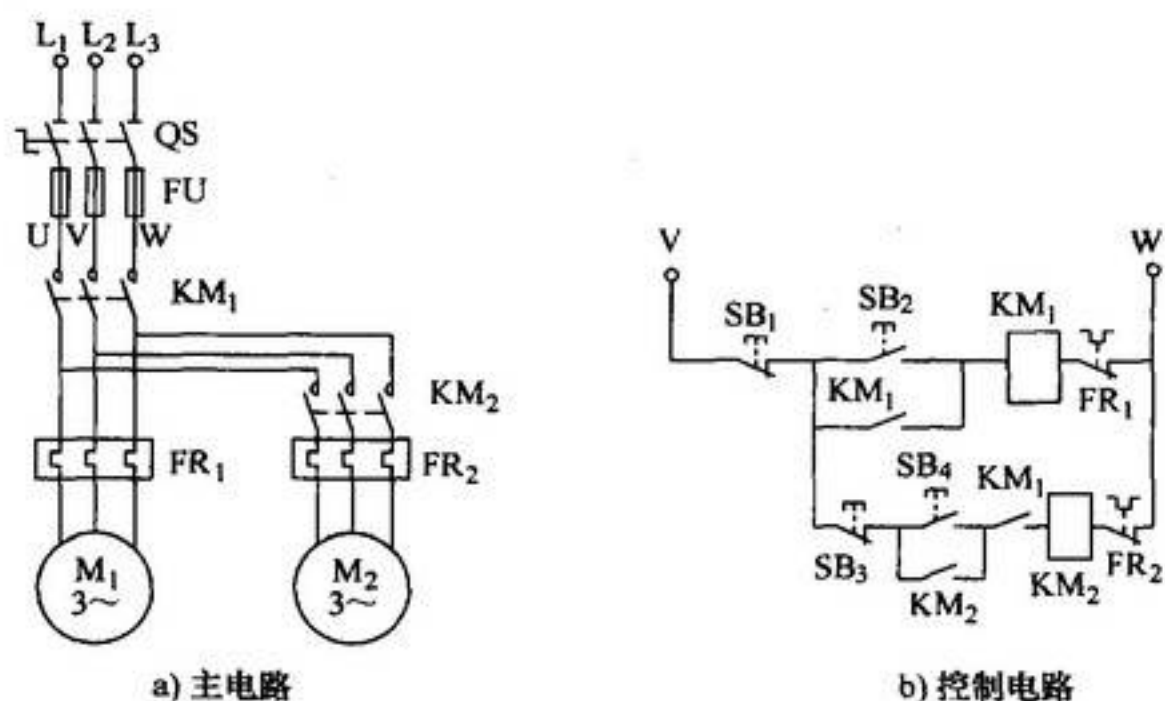 L₁ L₂ L₃
QS
FU
U V W
KM₁
KM₂
FR₁ FR₂
M₁
3～
M₂
3～
a) 主电路
V W
SB₁ SB₂ KM₁
KM₁ FR₁
SB₄ KM₁
SB₃ KM₂ KM₂ FR₂
b) 控制电路